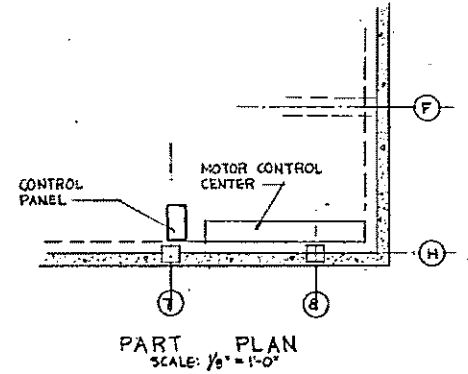 F
MOTOR CONTROL
CENTER
CONTROL
PANEL
H
7
8
PART PLAN
SCALE: 1/8" = 1'-0"